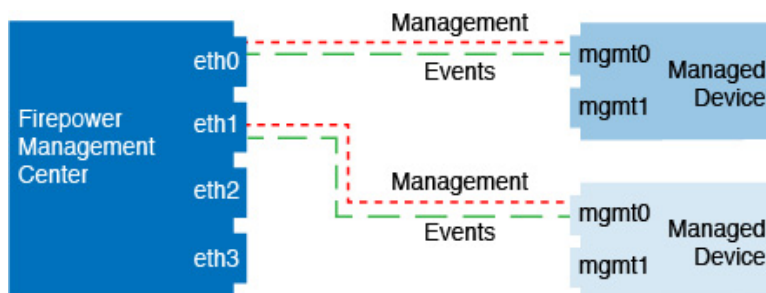 Management
eth0
mgmt0
Managed
Device
Events
mgmt1
Firepower
Management
Center
eth1
eth2
Management
mgmt0
Managed
Device
Events
eth3
mgmt1